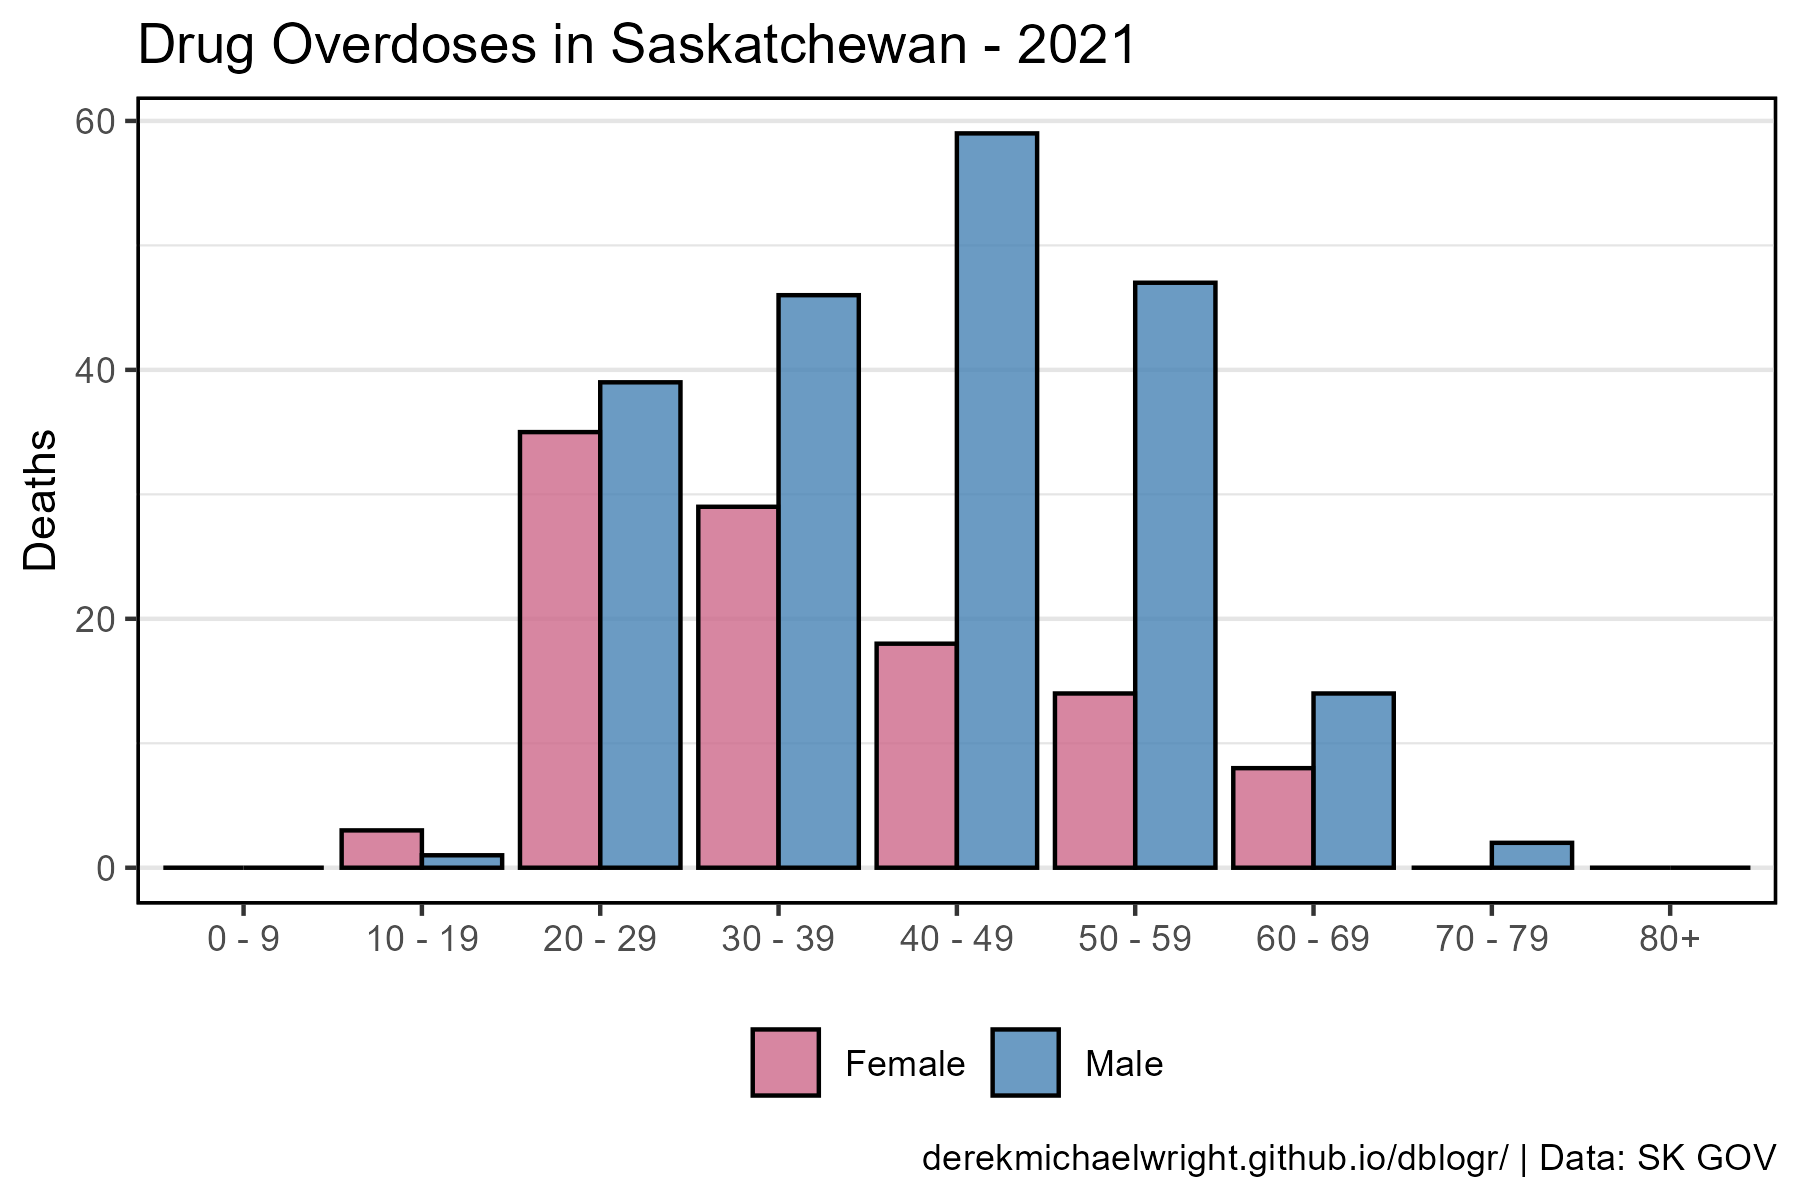 Drug Overdoses in Saskatchewan - 2021
Deaths
60
40
20
0
0 - 9 10 - 19 20 - 29 30 - 39 40 - 49 50 - 59 60 - 69 70 - 79 80+
Female Male
derekmichaelwright.github.io/dblogr/ | Data: SK GOV